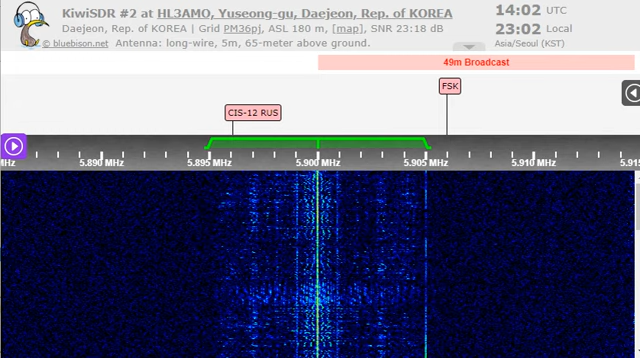 KiwiSDR #2 at HL3AMO, Yuseong-gu, Daejeon, Rep. of KOREA
Daejeon, Rep. of KOREA | Grid PM36pj, ASL 180 m, [map], SNR 23:18 dB
© bluebison.net Antenna: long-wire, 5m, 65-meter above ground.
14:02 UTC
23:02 Local
Asia/Seoul (KST)
49m Broadcast
FSK
CIS-12 RUS
MHz 5.890 MHz 5.895 MHz 5.900 MHz 5.905 MHz 5.910 MHz 5.915